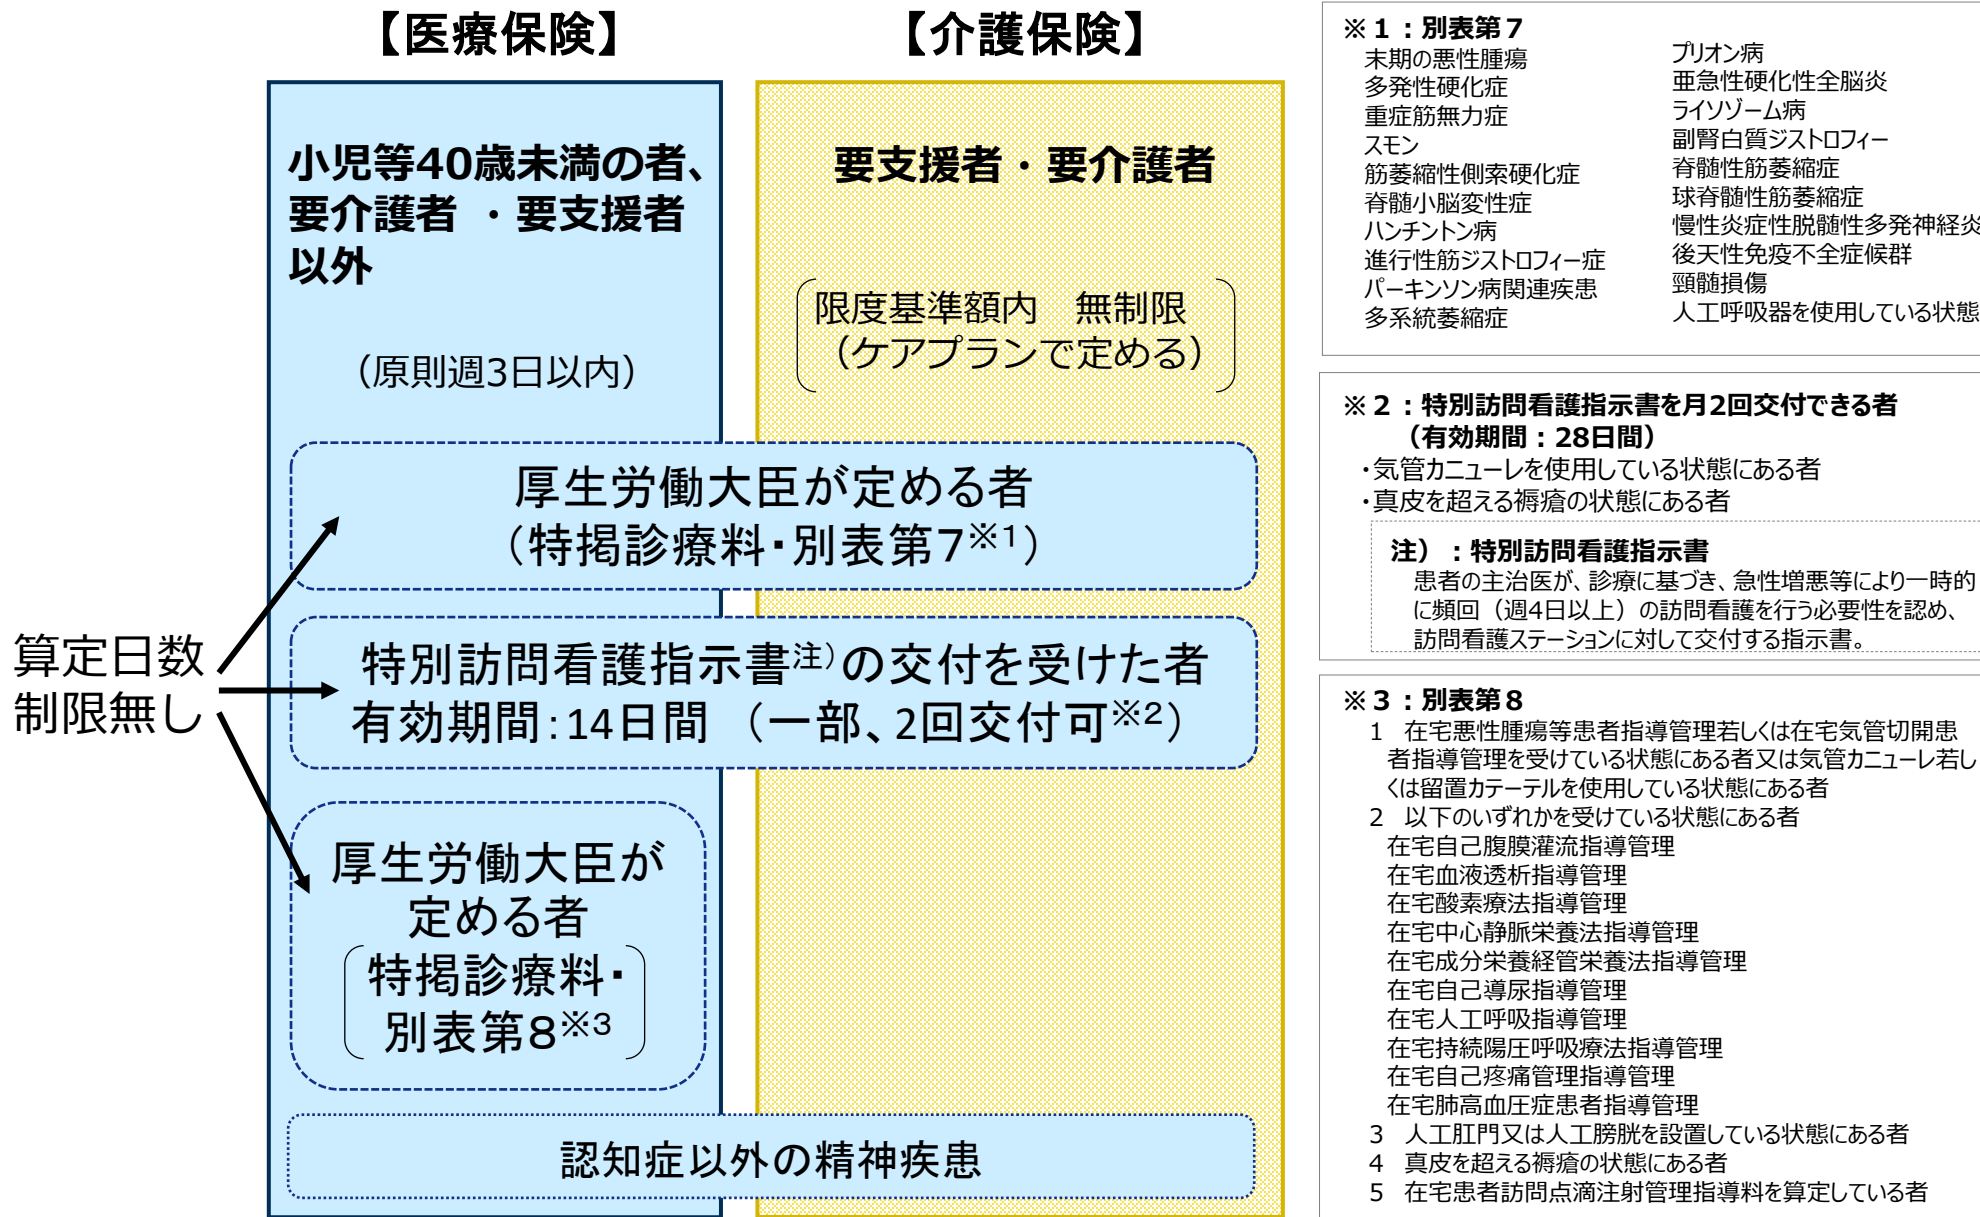 【医療保険】
【介護保険】
小児等40歳未満の者、
要介護者 ・要支援者
以外
（原則週3日以内）
要支援者・要介護者
限度基準額内　無制限
（ケアプランで定める）
算定日数
制限無し
厚生労働大臣が定める者
（特掲診療料・別表第7※1）
特別訪問看護指示書注）の交付を受けた者
有効期間：14日間 （一部、2回交付可※2）
厚生労働大臣が
定める者
特掲診療料・
別表第8※3
認知症以外の精神疾患
※１：別表第７
末期の悪性腫瘍
多発性硬化症
重症筋無力症
スモン
筋萎縮性側索硬化症
脊髄小脳変性症
ハンチントン病
進行性筋ジストロフィー症
パーキンソン病関連疾患
多系統萎縮症
プリオン病
亜急性硬化性全脳炎
ライソゾーム病
副腎白質ジストロフィー
脊髄性筋萎縮症
球脊髄性筋萎縮症
慢性炎症性脱髄性多発神経炎
後天性免疫不全症候群
頸髄損傷
人工呼吸器を使用している状態
※２：特別訪問看護指示書を月2回交付できる者
（有効期間：28日間）
・気管カニューレを使用している状態にある者
・真皮を超える褥瘡の状態にある者
注）：特別訪問看護指示書
患者の主治医が、診療に基づき、急性増悪等により一時的
に頻回（週4日以上）の訪問看護を行う必要性を認め、
訪問看護ステーションに対して交付する指示書。
※３：別表第８
1　在宅悪性腫瘍等患者指導管理若しくは在宅気管切開患
者指導管理を受けている状態にある者又は気管カニューレ若し
くは留置カテーテルを使用している状態にある者
2　以下のいずれかを受けている状態にある者
在宅自己腹膜灌流指導管理
在宅血液透析指導管理
在宅酸素療法指導管理
在宅中心静脈栄養法指導管理
在宅成分栄養経管栄養法指導管理
在宅自己導尿指導管理
在宅人工呼吸指導管理
在宅持続陽圧呼吸療法指導管理
在宅自己疼痛管理指導管理
在宅肺高血圧症患者指導管理
3　人工肛門又は人工膀胱を設置している状態にある者
4　真皮を超える褥瘡の状態にある者
5　在宅患者訪問点滴注射管理指導料を算定している者